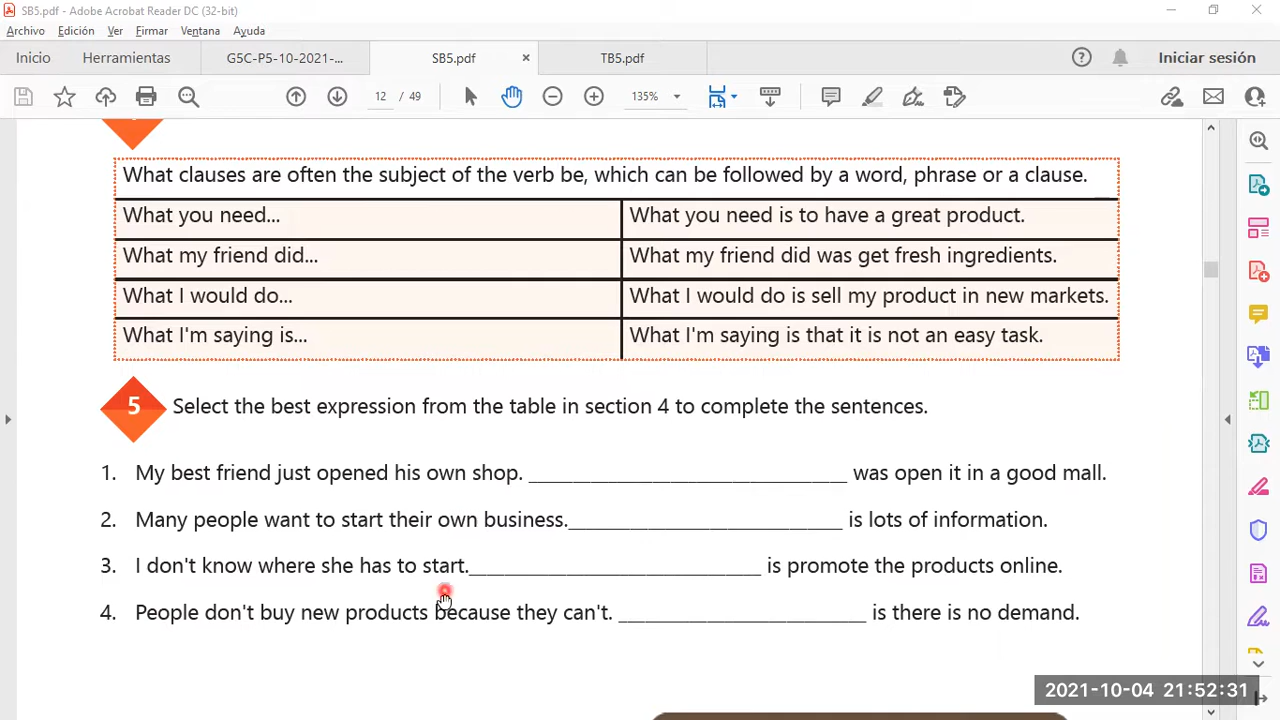 SB5.pdf - Adobe Acrobat Reader DC (32-bit)
Archivo Edición Ver Firmar Ventana Ayuda
Inicio Herramientas G5C-P5-10-2021-... SB5.pdf × TB5.pdf Iniciar sesión
12 / 49 135%
What clauses are often the subject of the verb be, which can be followed by a word, phrase or a clause.
What you need... What you need is to have a great product.
What my friend did... What my friend did was get fresh ingredients.
What I would do... What I would do is sell my product in new markets.
What I'm saying is... What I'm saying is that it is not an easy task.
5 Select the best expression from the table in section 4 to complete the sentences.
1. My best friend just opened his own shop. ____________________________ was open it in a good mall.
2. Many people want to start their own business.________________________ is lots of information.
3. I don't know where she has to start.__________________________ is promote the products online.
4. People don't buy new products because they can't. ______________________ is there is no demand.
2021-10-04 21:52:31